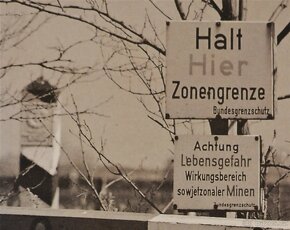 Halt
Hier
Zonengrenze
Bundesgrenzschutz
Achtung
Lebensgefahr
Wirkungsbereich
sowjetzonaler Minen
Bundesgrenzschutz